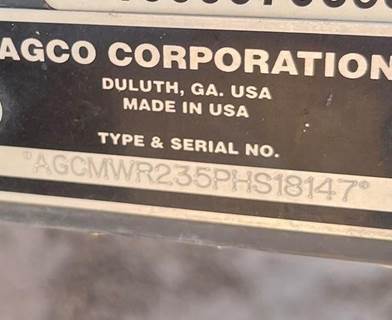 AGCO CORPORATION
DULUTH, GA. USA
MADE IN USA
TYPE & SERIAL NO.
*AGCMWR235PHS18147*